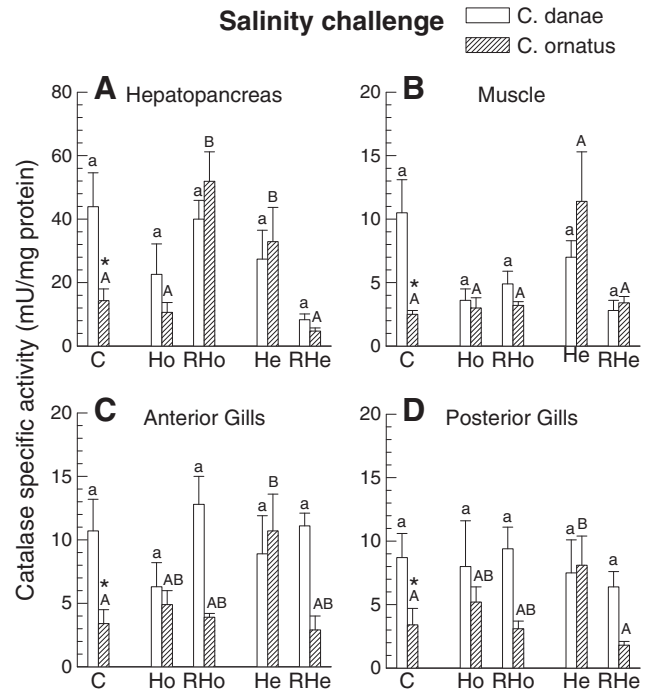 Salinity challenge
C. danae
C. ornatus
Catalase specific activity (mU/mg protein)
A Hepatopancreas
80
60
40
20
0
a
*
A
a
A
a
B
a
B
a
A
C Ho RHo He RHe
B Muscle
20
15
10
5
0
a
*
A
a
A
a
A
a
A
a
A
C Ho RHo He RHe
C Anterior Gills
20
15
10
5
0
a
*
A
a
AB
a
AB
a
B
a
AB
C Ho RHo He RHe
D Posterior Gills
20
15
10
5
0
a
*
A
a
AB
a
AB
a
B
a
A
C Ho RHo He RHe